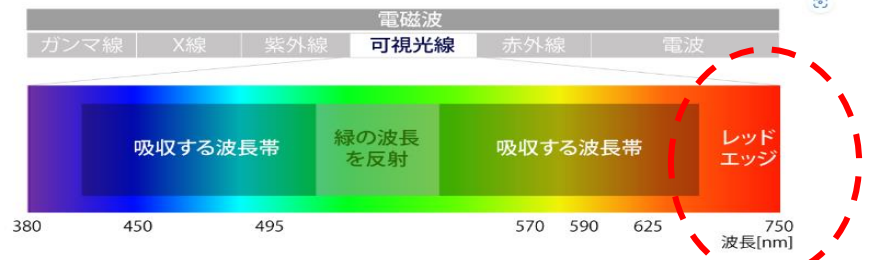 電磁波
ガンマ線 X線 紫外線 可視光線 赤外線 電波
吸収する波長帯
緑の波長
を反射
吸収する波長帯
レッド
エッジ
380 450 495 570 590 625 750
波長[nm]